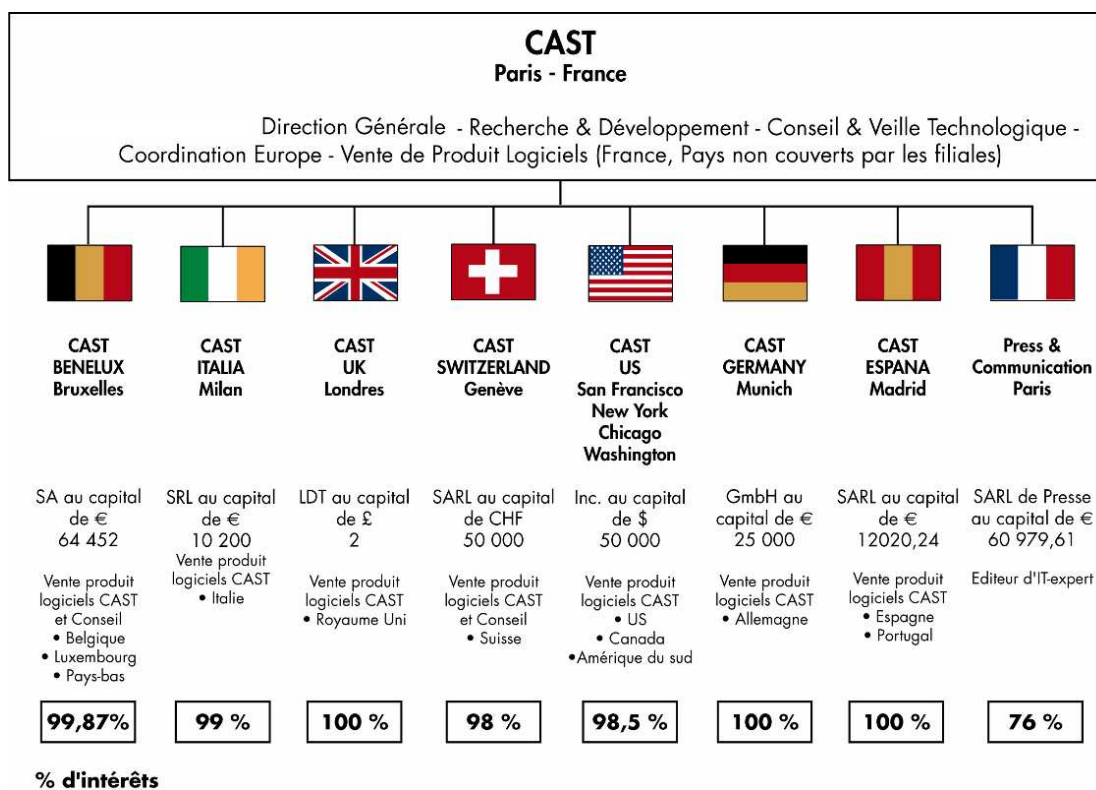 CAST
Paris - France
Direction Générale - Recherche & Développement - Conseil & Veille Technologique -
Coordination Europe - Vente de Produit Logiciels (France, Pays non couverts par les filiales)
CAST
BENELUX
Bruxelles
SA au capital
de €
64 452
Vente produit
logiciels CAST
et Conseil
• Belgique
• Luxembourg
• Pays-bas
99,87%
CAST
ITALIA
Milan
SRL au capital
de €
10 200
Vente produit
logiciels CAST
• Italie
99 %
CAST
UK
Londres
LDT au capital
de £
2
Vente produit
logiciels CAST
• Royaume Uni
100 %
CAST
SWITZERLAND
Genève
SARL au capital
de CHF
50 000
Vente produit
logiciels CAST
et Conseil
• Suisse
98 %
CAST
US
San Francisco
New York
Chicago
Washington
Inc. au capital
de $
50 000
Vente produit
logiciels CAST
• US
• Canada
•Amérique du sud
98,5 %
CAST
GERMANY
Munich
GmbH au
capital de €
25 000
Vente produit
logiciels CAST
• Allemagne
100 %
CAST
ESPANA
Madrid
SARL au capital
de €
12020,24
Vente produit
logiciels CAST
• Espagne
• Portugal
100 %
Press &
Communication
Paris
SARL de Presse
au capital de €
60 979,61
Editeur d'IT-expert
76 %
% d'intérêts